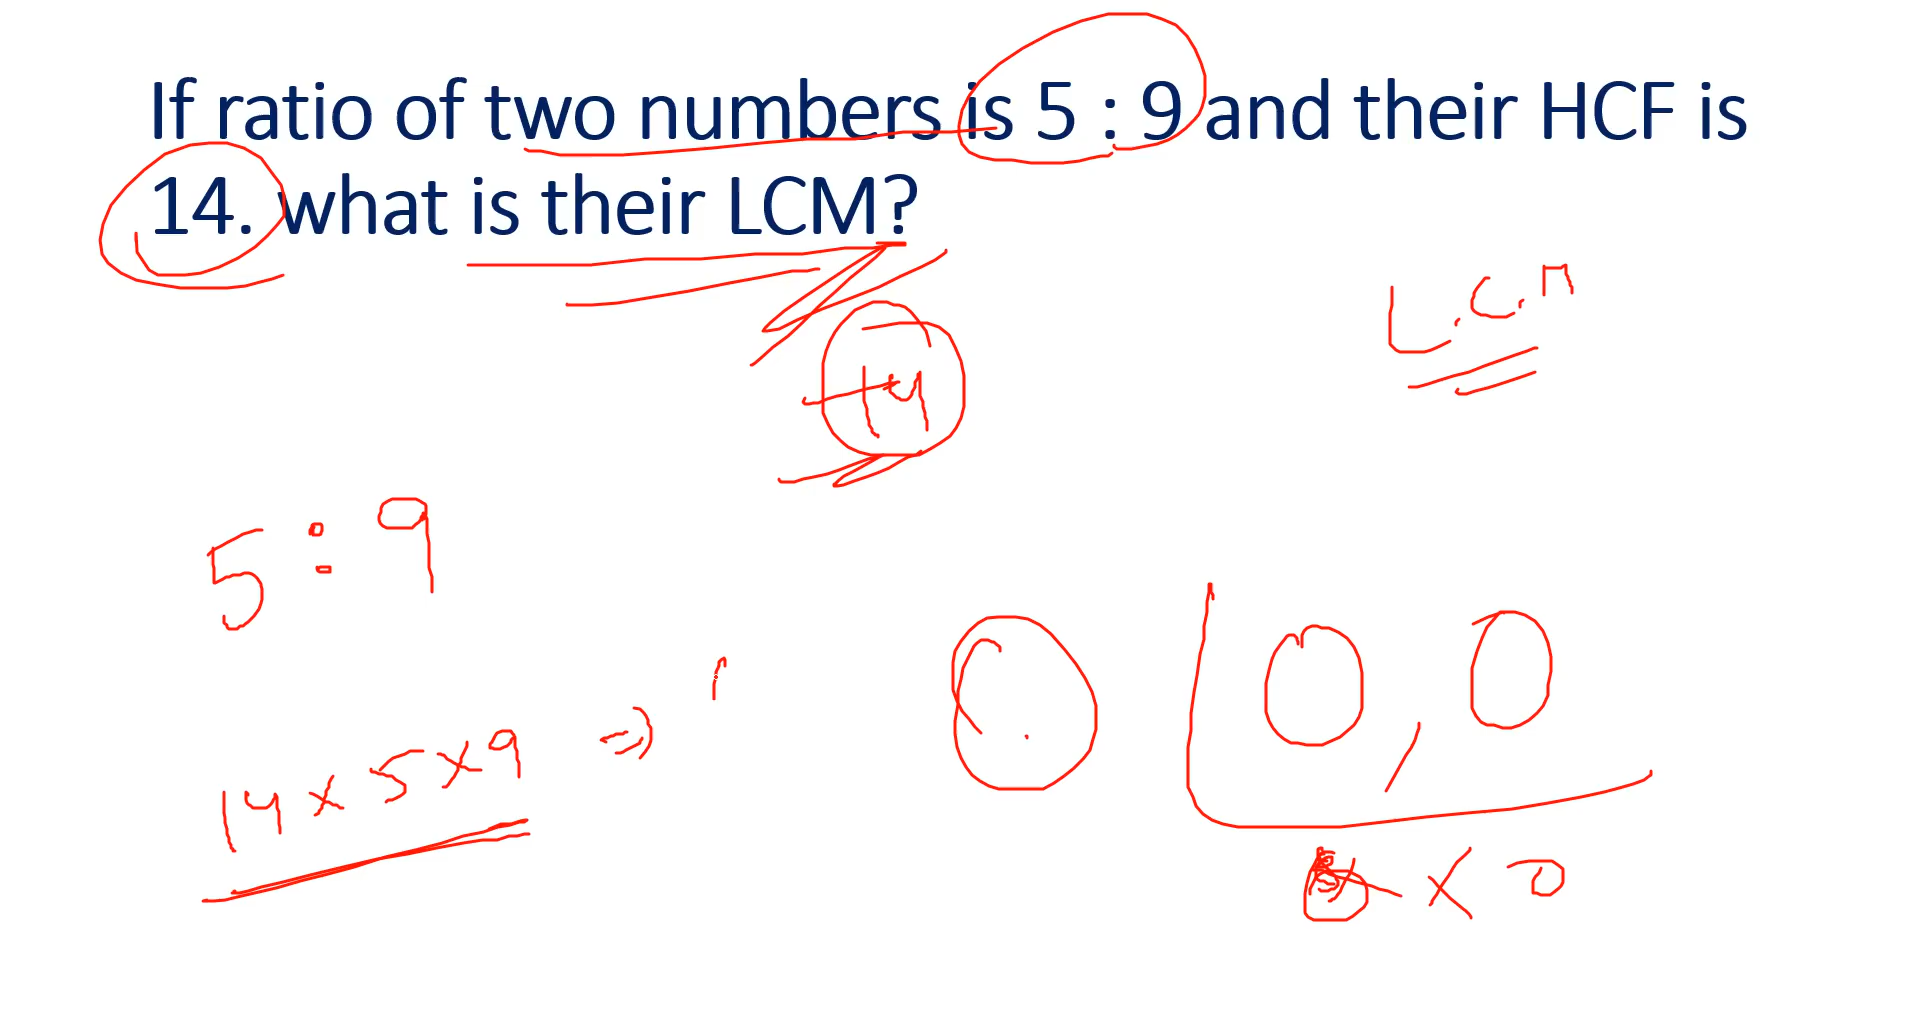 If ratio of two numbers is 5 : 9 and their HCF is
14. what is their LCM?
L.C.M
14
5 : 9
14 x 5 x 9 ⇒